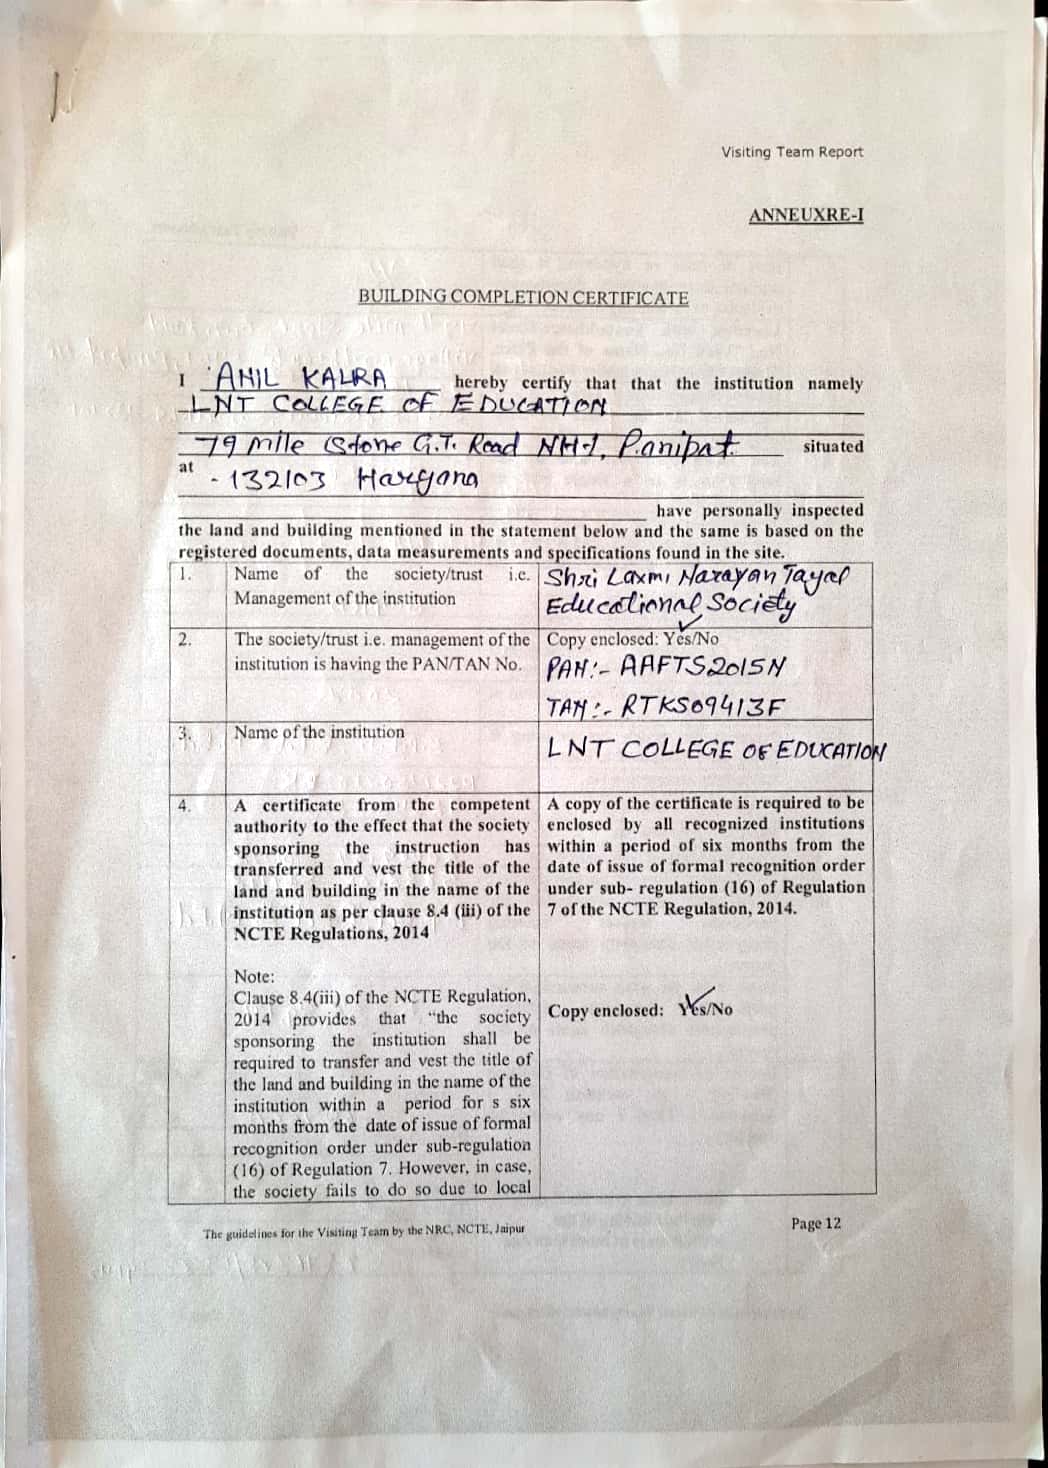 Visiting Team Report
ANNEUXRE-I
BUILDING COMPLETION CERTIFICATE
I ANIL KALRA hereby certify that that the institution namely
LNT COLLEGE OF EDUCATION
79 mile Stone G.T. Road NH-1, Panipat situated
at - 132103 Haryana
have personally inspected
the land and building mentioned in the statement below and the same is based on the
registered documents, data measurements and specifications found in the site.
1. Name of the society/trust i.e. Shri Laxmi Narayan Tayal
Management of the institution Educational Society
2. The society/trust i.e. management of the Copy enclosed: Yes/No
institution is having the PAN/TAN No. PAN:- AAFTS2015N
TAN:- RTKS09413F
3. Name of the institution
LNT COLLEGE OF EDUCATION
4. A certificate from the competent A copy of the certificate is required to be
authority to the effect that the society enclosed by all recognized institutions
sponsoring the instruction has within a period of six months from the
transferred and vest the title of the date of issue of formal recognition order
land and building in the name of the under sub- regulation (16) of Regulation
institution as per clause 8.4 (iii) of the 7 of the NCTE Regulation, 2014.
NCTE Regulations, 2014
Note:
Clause 8.4(iii) of the NCTE Regulation, Copy enclosed: Yes/No
2014 provides that "the society
sponsoring the institution shall be
required to transfer and vest the title of
the land and building in the name of the
institution within a period for s six
months from the date of issue of formal
recognition order under sub-regulation
(16) of Regulation 7. However, in case,
the society fails to do so due to local
The guidelines for the Visiting Team by the NRC, NCTE, Jaipur Page 12